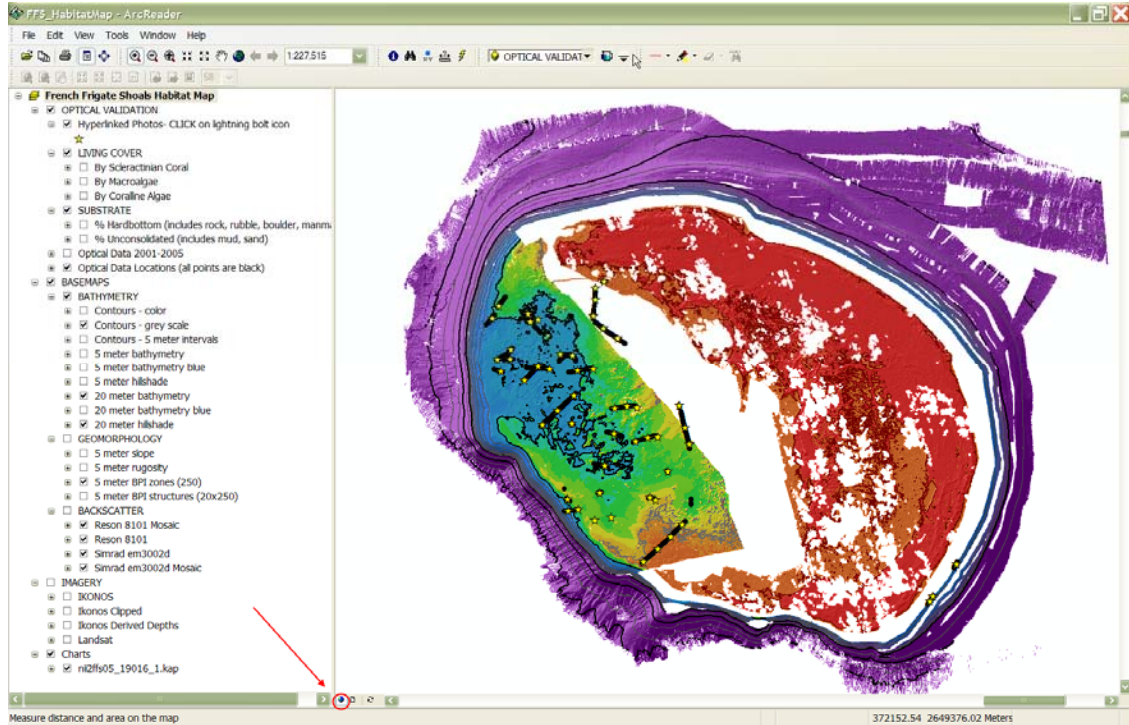 FFS_HabitatMap - ArcReader
File Edit View Tools Window Help
1:227,515 OPTICAL VALIDAT
French Frigate Shoals Habitat Map
OPTICAL VALIDATION
Hyperlinked Photos- CLICK on lightning bolt icon
LIVING COVER
By Scleractinian Coral
By Macroalgae
By Coraline Algae
SUBSTRATE
% Hardbottom (includes rock, rubble, boulder, manma
% Unconsolidated (includes mud, sand)
Optical Data 2001-2005
Optical Data Locations (all points are black)
BASEMAPS
BATHYMETRY
Contours - color
Contours - grey scale
Contours - 5 meter intervals
5 meter bathymetry
5 meter bathymetry blue
5 meter hillshade
20 meter bathymetry
20 meter bathymetry blue
20 meter hillshade
GEOMORPHOLOGY
5 meter slope
5 meter rugosity
5 meter BPI zones (250)
5 meter BPI structures (20x250)
BACKSCATTER
Reson 8101 Mosaic
Reson 8101
Simrad em3002d
Simrad em3002d Mosaic
IMAGERY
IKONOS
Ikonos Clipped
Ikonos Derived Depths
Landsat
Charts
nil2ffs05_19016_1.kap
Measure distance and area on the map 372152.54 2649376.02 Meters